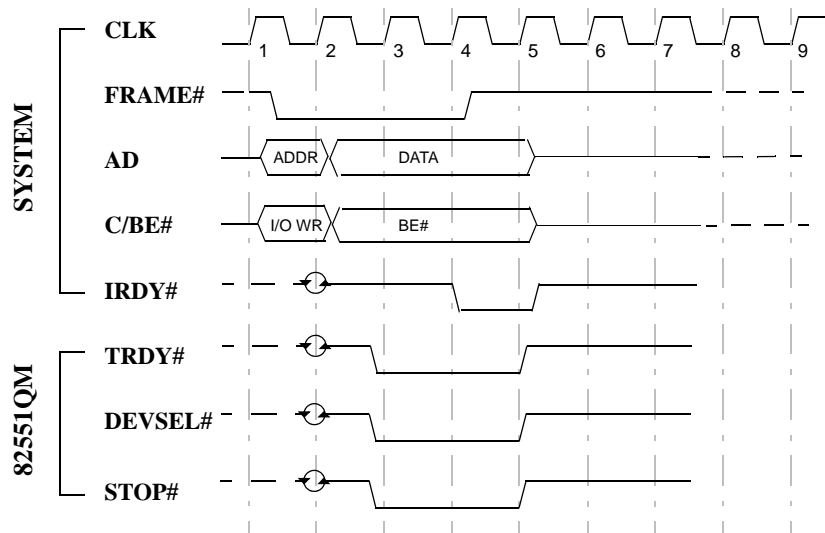 SYSTEM
CLK
1 2 3 4 5 6 7 8 9
FRAME#
AD
ADDR DATA
C/BE#
I/O WR BE#
IRDY#
82551QM
TRDY#
DEVSEL#
STOP#